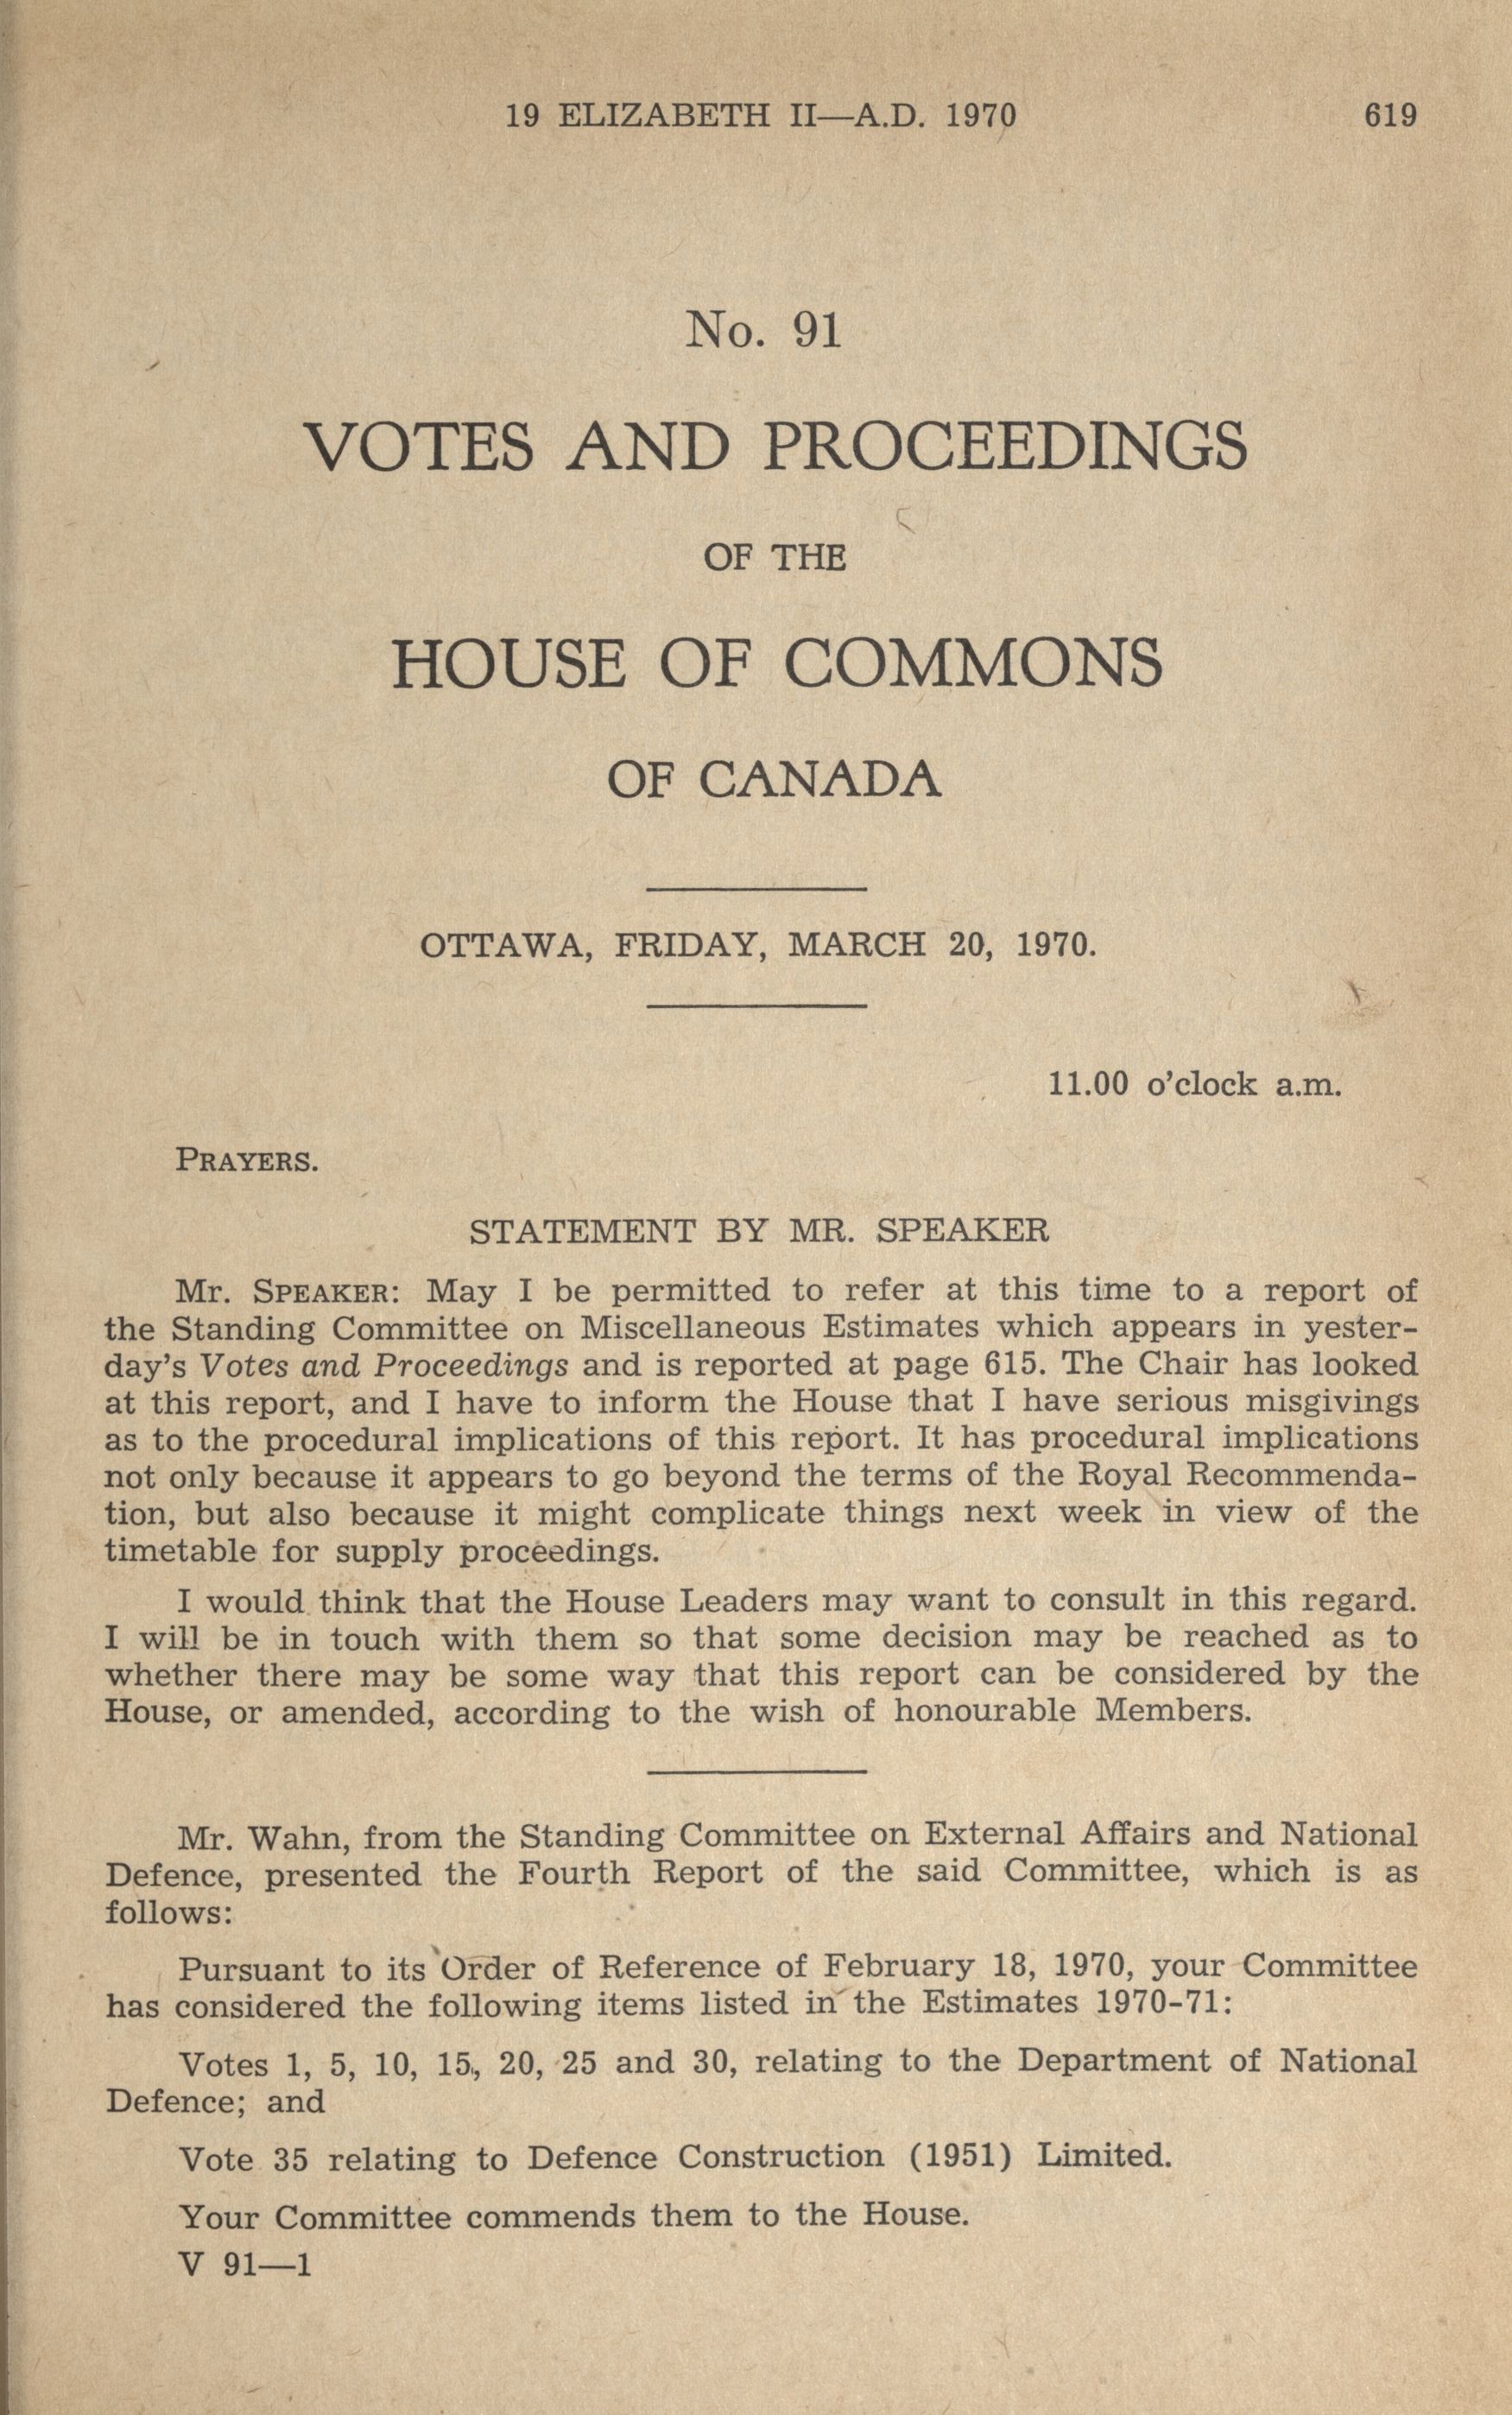 19 ELIZABETH II—A.D. 1970 619
No. 91
VOTES AND PROCEEDINGS
OF THE
HOUSE OF COMMONS
OF CANADA
OTTAWA, FRIDAY, MARCH 20, 1970.
11.00 o'clock a.m.
PRAYERS.
STATEMENT BY MR. SPEAKER
Mr. SPEAKER: May I be permitted to refer at this time to a report of
the Standing Committee on Miscellaneous Estimates which appears in yester-
day's Votes and Proceedings and is reported at page 615. The Chair has looked
at this report, and I have to inform the House that I have serious misgivings
as to the procedural implications of this report. It has procedural implications
not only because it appears to go beyond the terms of the Royal Recommenda-
tion, but also because it might complicate things next week in view of the
timetable for supply proceedings.
I would think that the House Leaders may want to consult in this regard.
I will be in touch with them so that some decision may be reached as to
whether there may be some way that this report can be considered by the
House, or amended, according to the wish of honourable Members.
Mr. Wahn, from the Standing Committee on External Affairs and National
Defence, presented the Fourth Report of the said Committee, which is as
follows:
Pursuant to its Order of Reference of February 18, 1970, your Committee
has considered the following items listed in the Estimates 1970-71:
Votes 1, 5, 10, 15, 20, 25 and 30, relating to the Department of National
Defence; and
Vote 35 relating to Defence Construction (1951) Limited.
Your Committee commends them to the House.
V 91—1